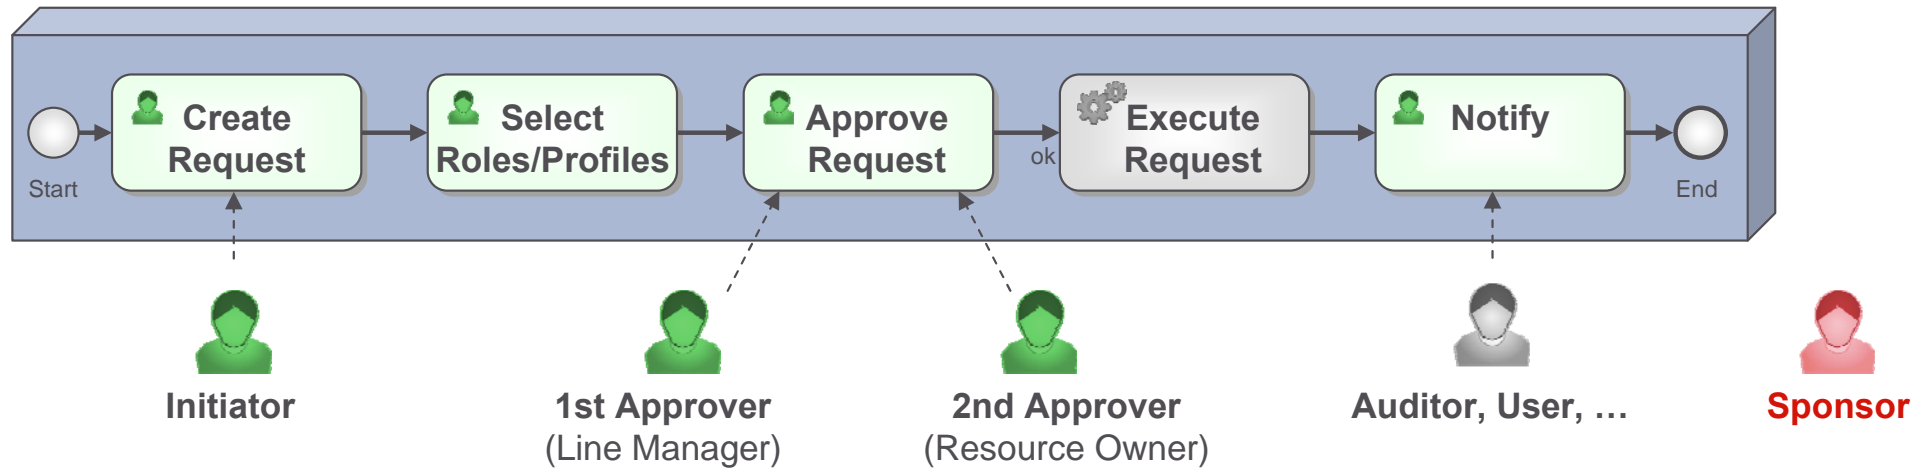 Start
Create
Request
Select
Roles/Profiles
Approve
Request
ok
Execute
Request
Notify
End
Initiator
1st Approver
(Line Manager)
2nd Approver
(Resource Owner)
Auditor, User, …
Sponsor